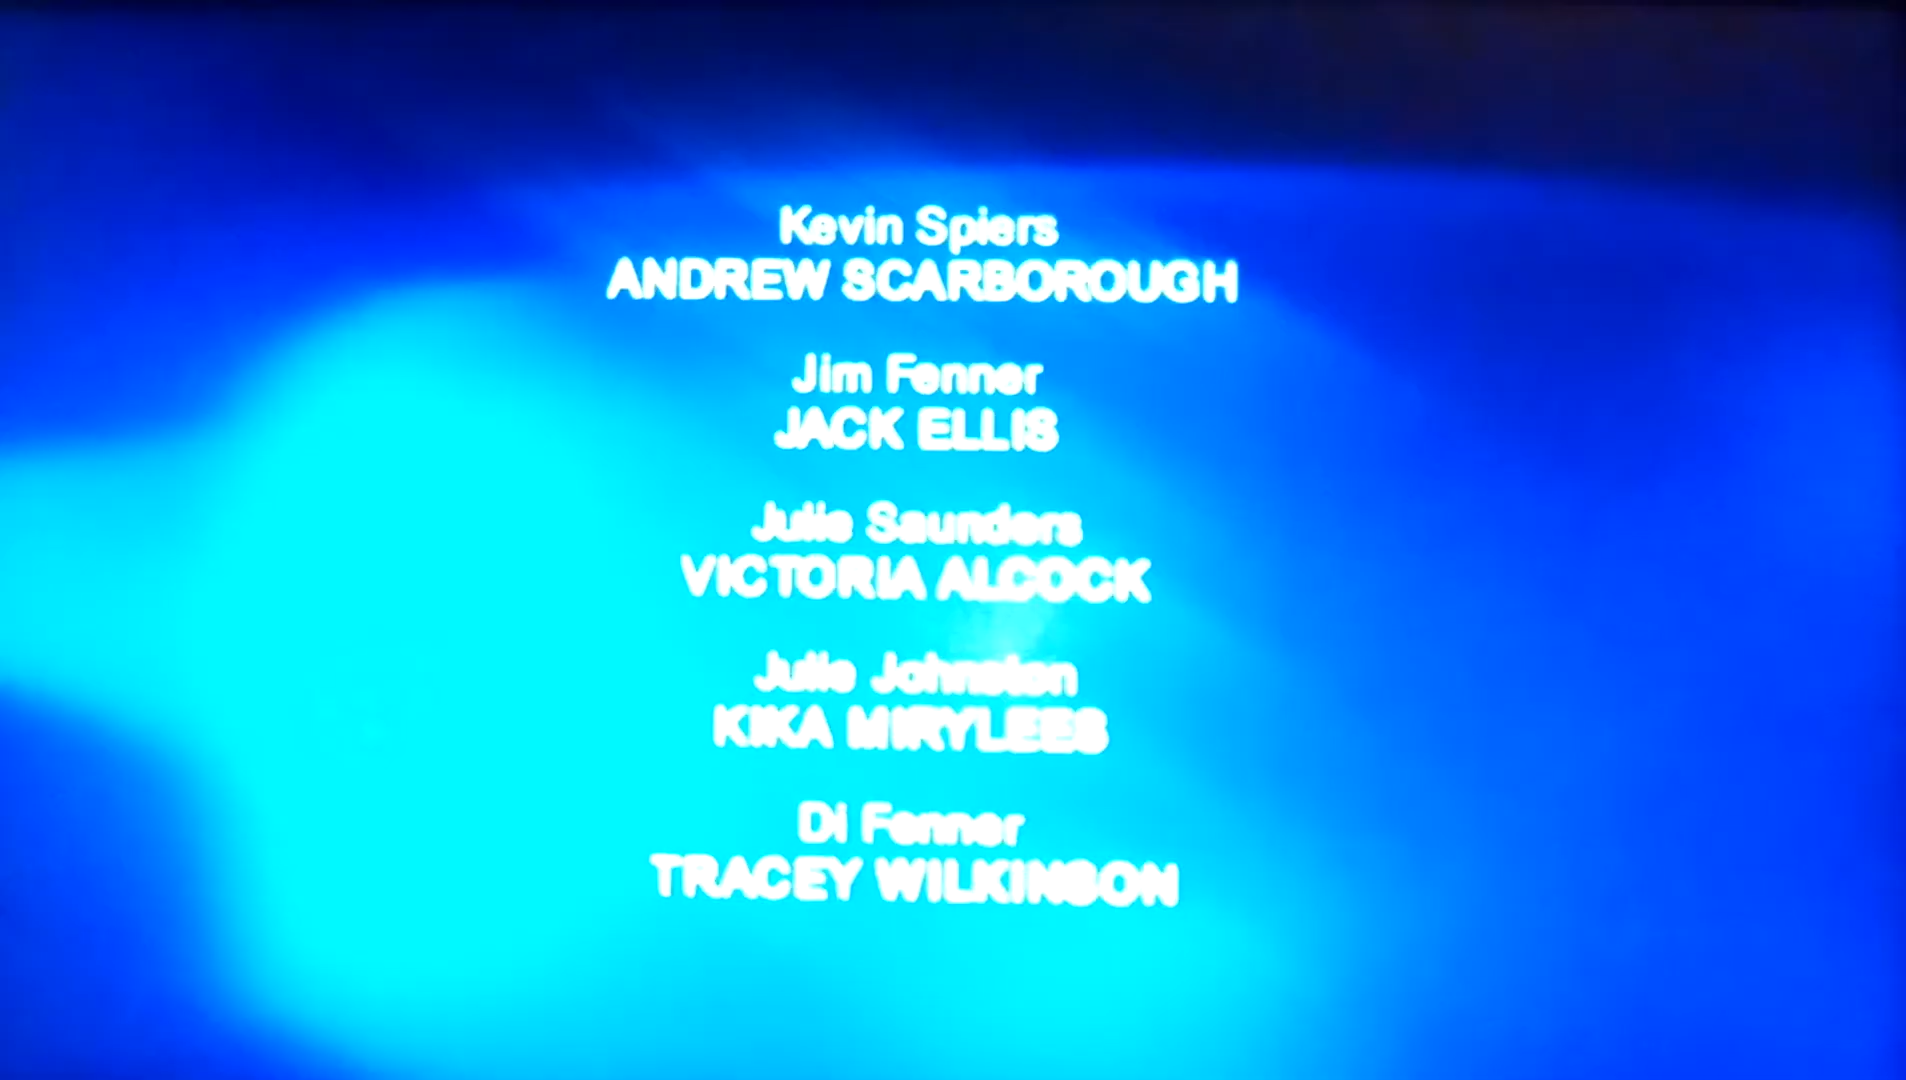 Kevin Spiers
ANDREW SCARBOROUGH
Jim Fenner
JACK ELLIS
Julie Saunders
VICTORIA ALCOCK
Julie Johnston
KIKA MIRYLEES
Di Fenner
TRACEY WILKINSON